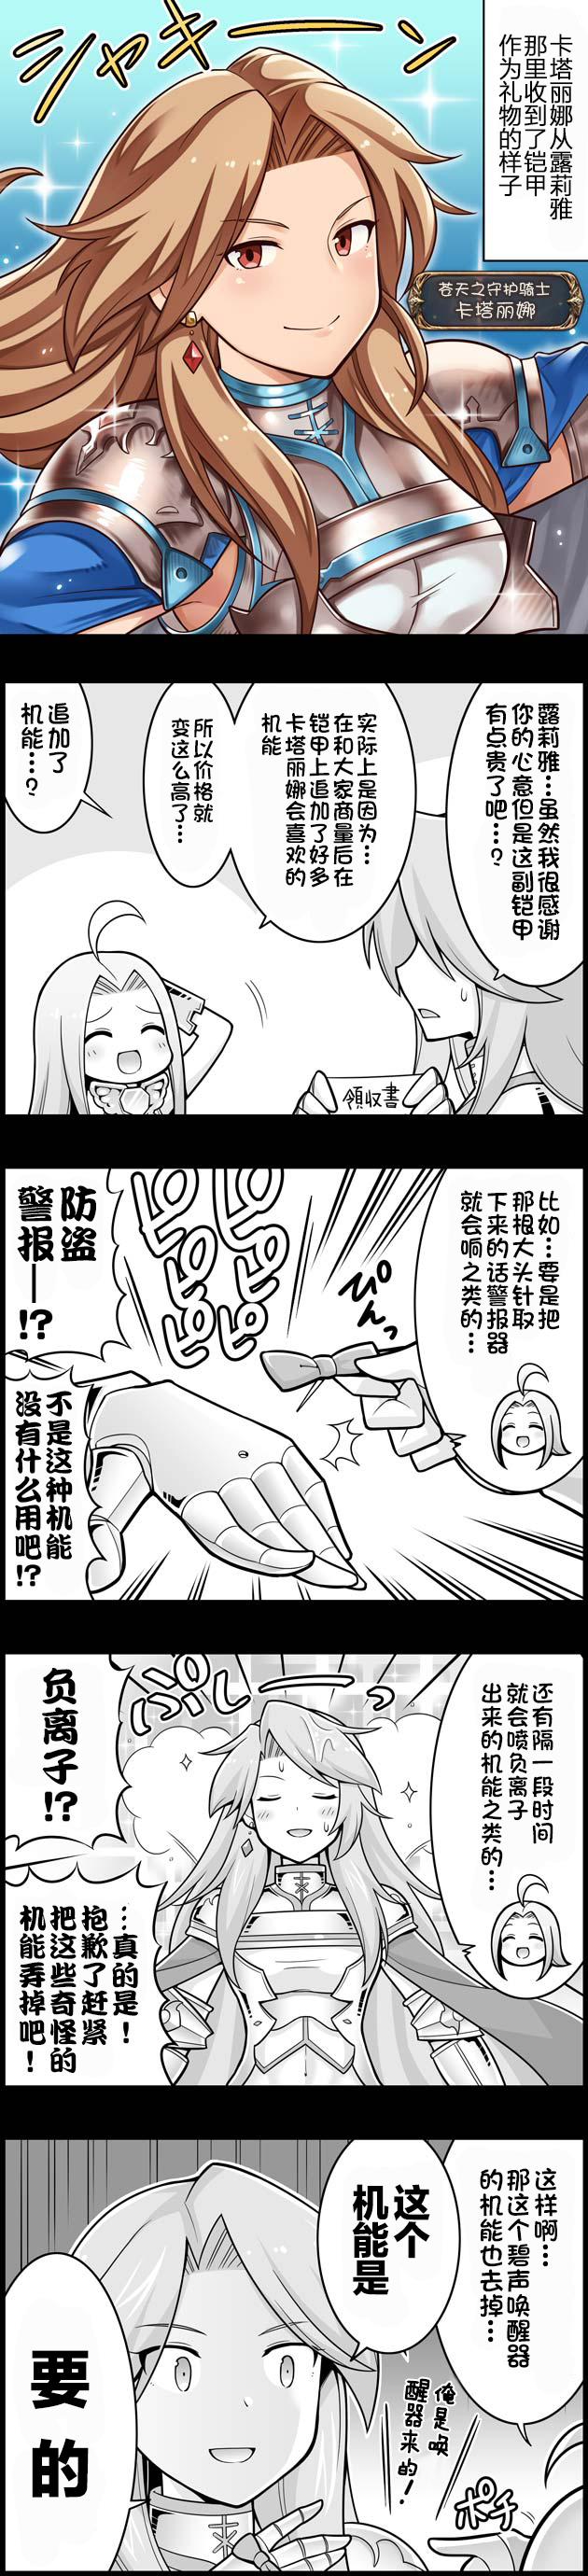 卡塔丽娜从露莉雅
那里收到了铠甲
作为礼物的样子
シャキーン
苍天之守护骑士
卡塔丽娜
露莉雅…虽然我很感谢
你的心意但是这副铠甲
有点贵了吧…?
实际上是因为…
在和大家商量后在
铠甲上追加了好多
卡塔丽娜会喜欢的
机能
所以价格就
变这么高了…
追加了
机能…?
領収書
比如…要是把
那根大头针取
下来的话警报器
就会响之类的…
ぴんっ
ピピピピピピ
防盗
警报—!?
不是这种机能
没有什么用吧!?
还有隔一段时间
就会喷负离子
出来的机能之类的…
ぷしーっ
负离子!?
…真的是！
抱歉了赶紧
把这些奇怪的
机能弄掉吧！
这样啊…
那这个碧声唤醒器
的机能也去掉…
ポチ
俺是唤
醒器来的！
这个
机能是
要的